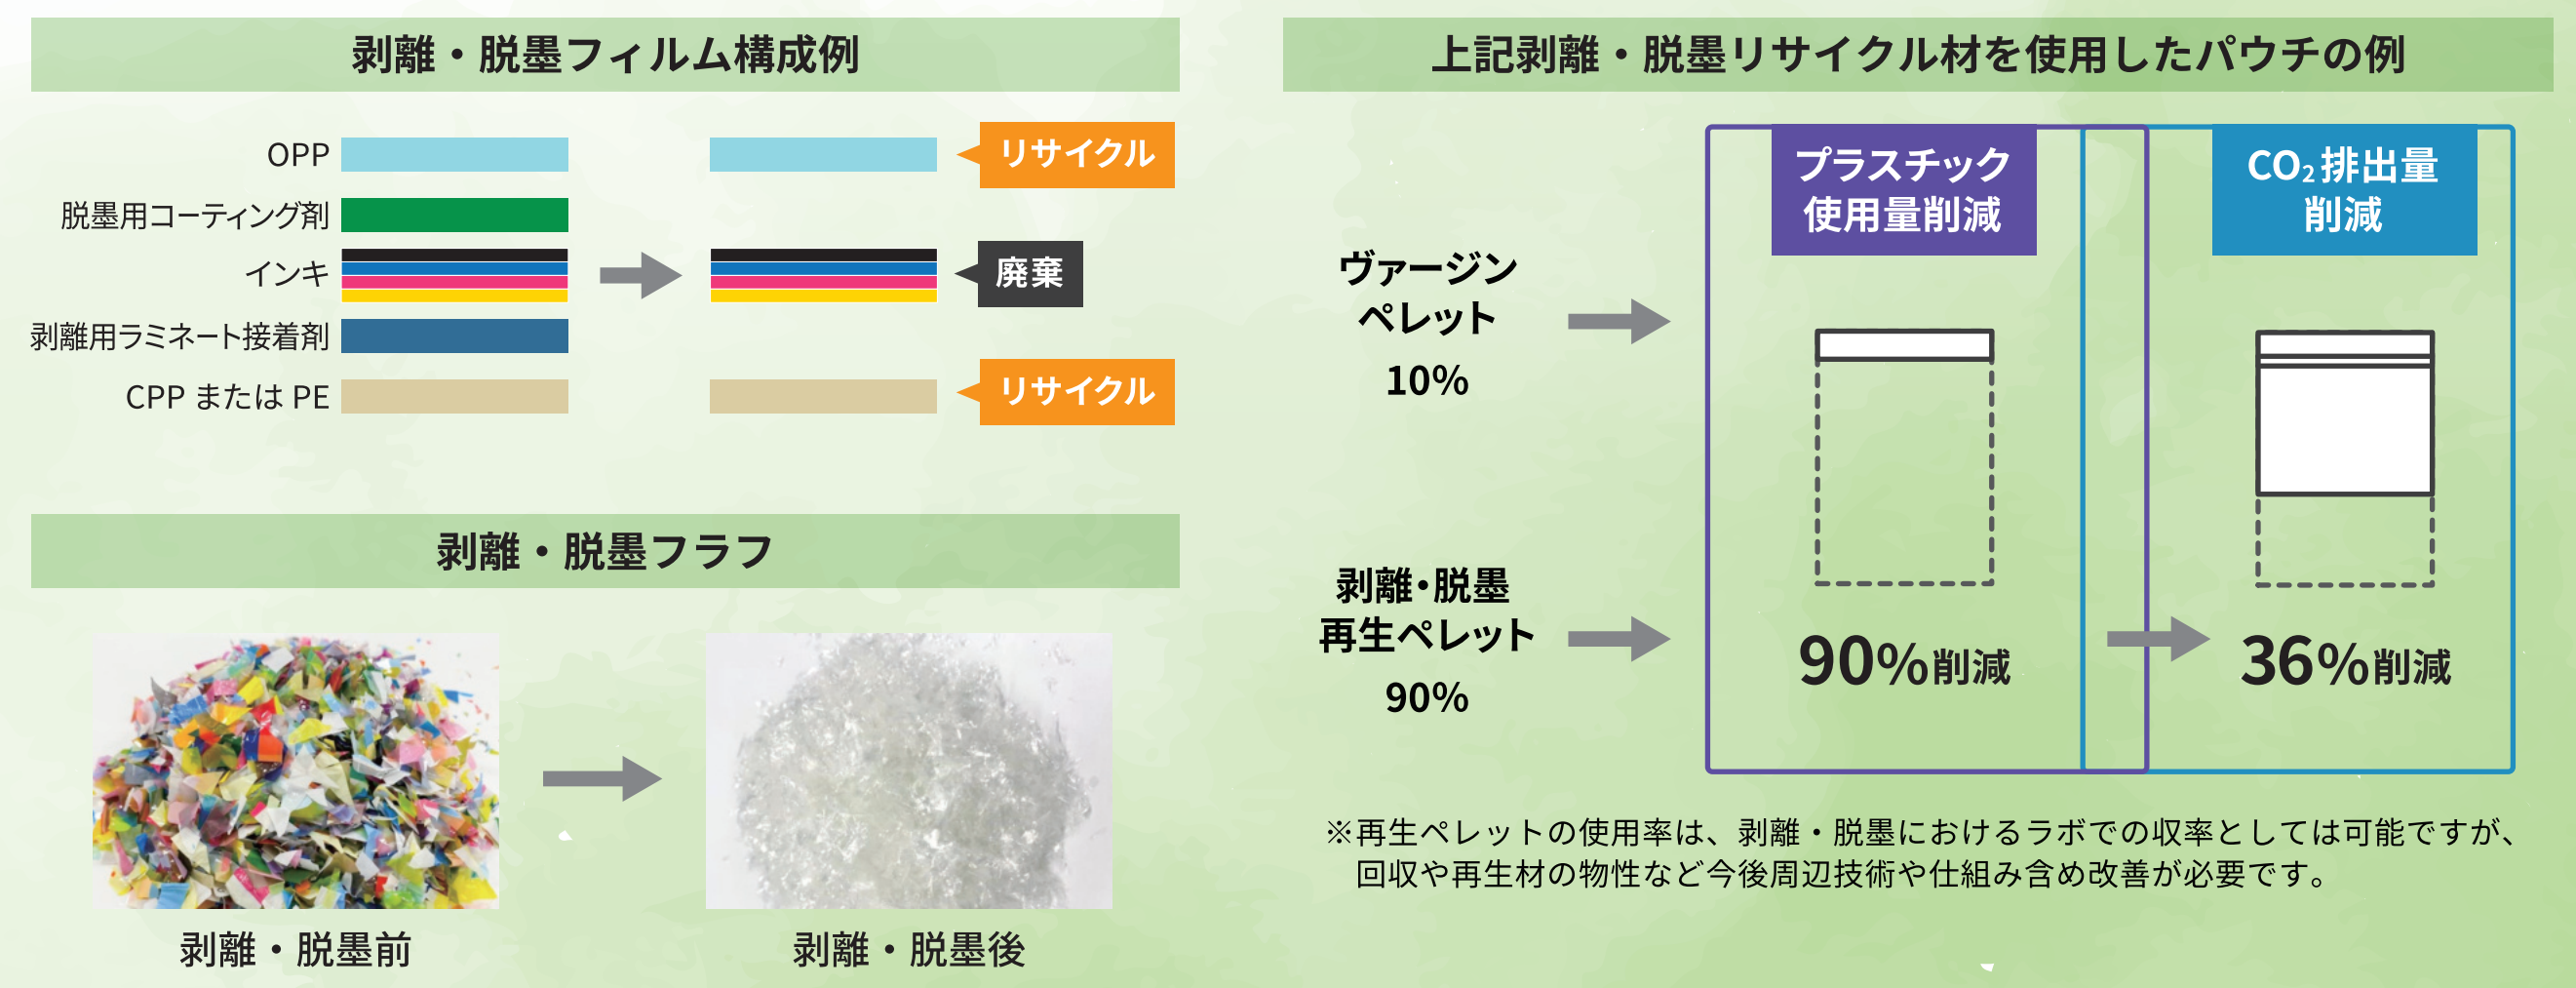 剥離・脱墨フィルム構成例
OPP
リサイクル
脱墨用コーティング剤
インキ
廃棄
剥離用ラミネート接着剤
CPP または PE
リサイクル
剥離・脱墨フラフ
剥離・脱墨前
剥離・脱墨後
上記剥離・脱墨リサイクル材を使用したパウチの例
プラスチック
使用量削減
CO₂排出量
削減
ヴァージン
ペレット
10%
剥離・脱墨
再生ペレット
90%
90%削減
36%削減
※再生ペレットの使用率は、剥離・脱墨におけるラボでの収率としては可能ですが、
回収や再生材の物性など今後周辺技術や仕組み含め改善が必要です。